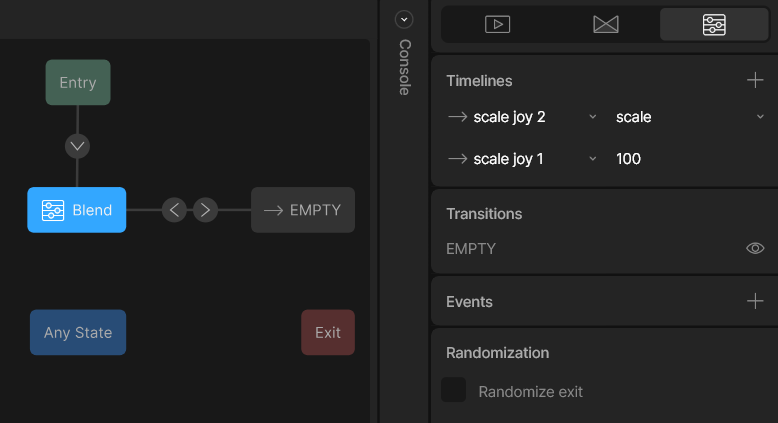 Entry
Blend
EMPTY
Any State
Exit
Console
Timelines
scale joy 2 scale
scale joy 1 100
Transitions
EMPTY
Events
Randomization
Randomize exit